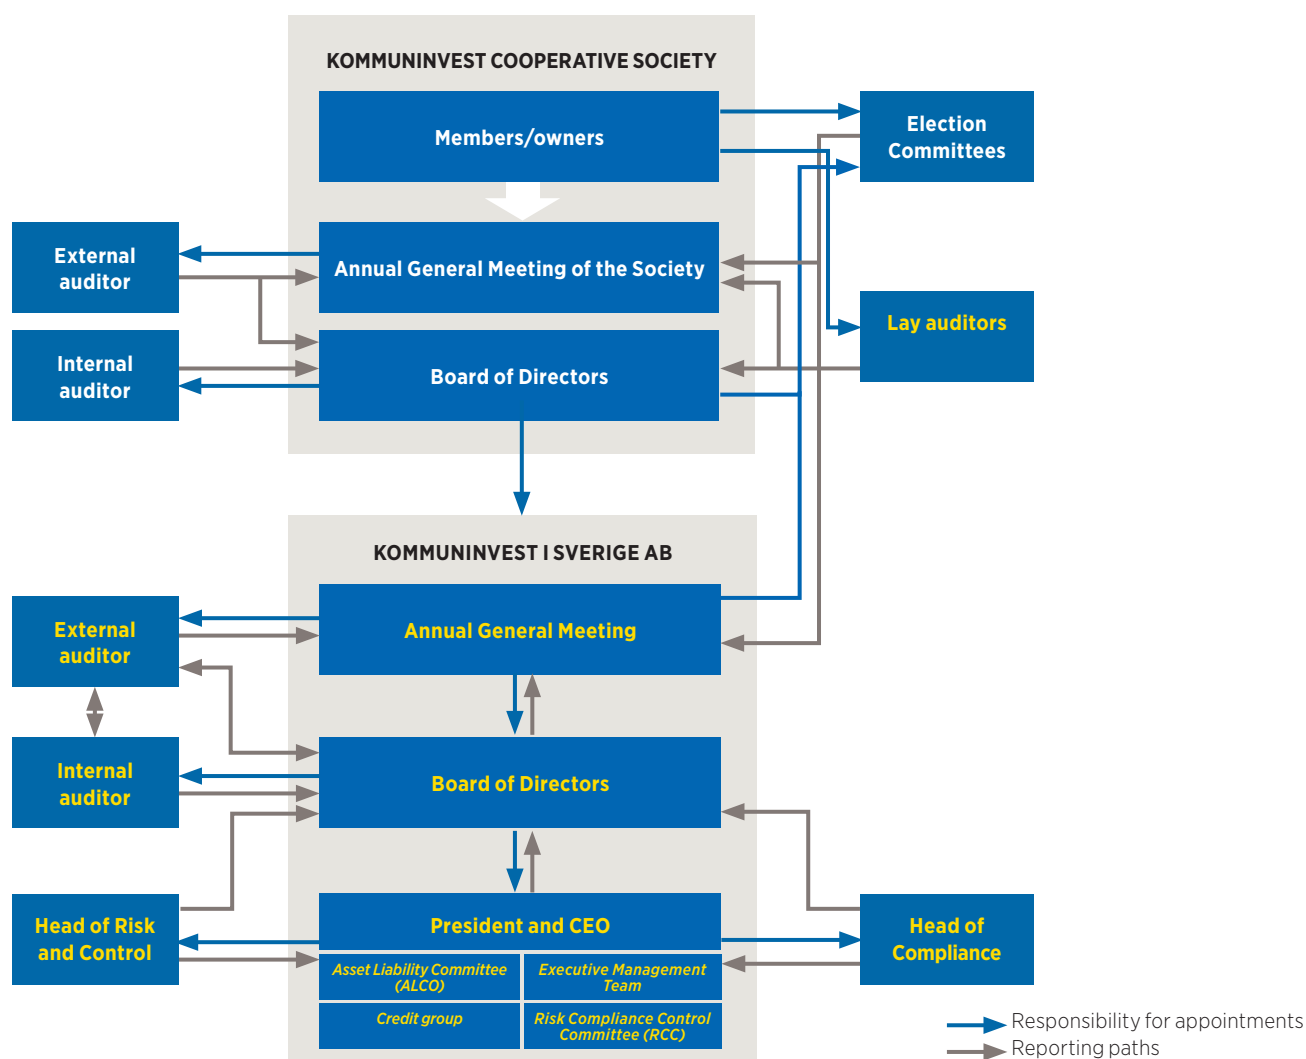 KOMMUNINVEST COOPERATIVE SOCIETY
Members/owners
Election
Committees
External
auditor
Annual General Meeting of the Society
Lay auditors
Internal
auditor
Board of Directors
KOMMUNINVEST I SVERIGE AB
External
auditor
Annual General Meeting
Internal
auditor
Board of Directors
Head of Risk
and Control
President and CEO
Head of
Compliance
Asset Liability Committee
(ALCO)
Executive Management
Team
Credit group
Risk Compliance Control
Committee (RCC)
Responsibility for appointments
Reporting paths